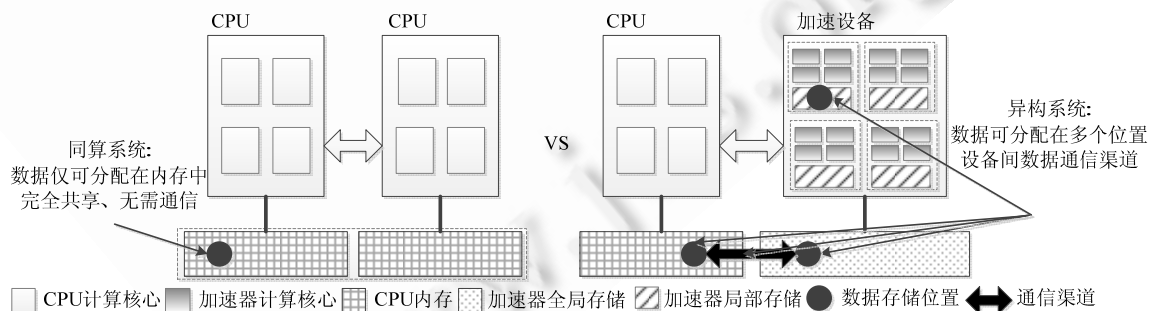 CPU
CPU
CPU
加速设备
同算系统:
数据仅可分配在内存中
完全共享、无需通信
VS
异构系统:
数据可分配在多个位置
设备间数据通信渠道
CPU计算核心 加速器计算核心 CPU内存 加速器全局存储 加速器局部存储 数据存储位置 通信渠道